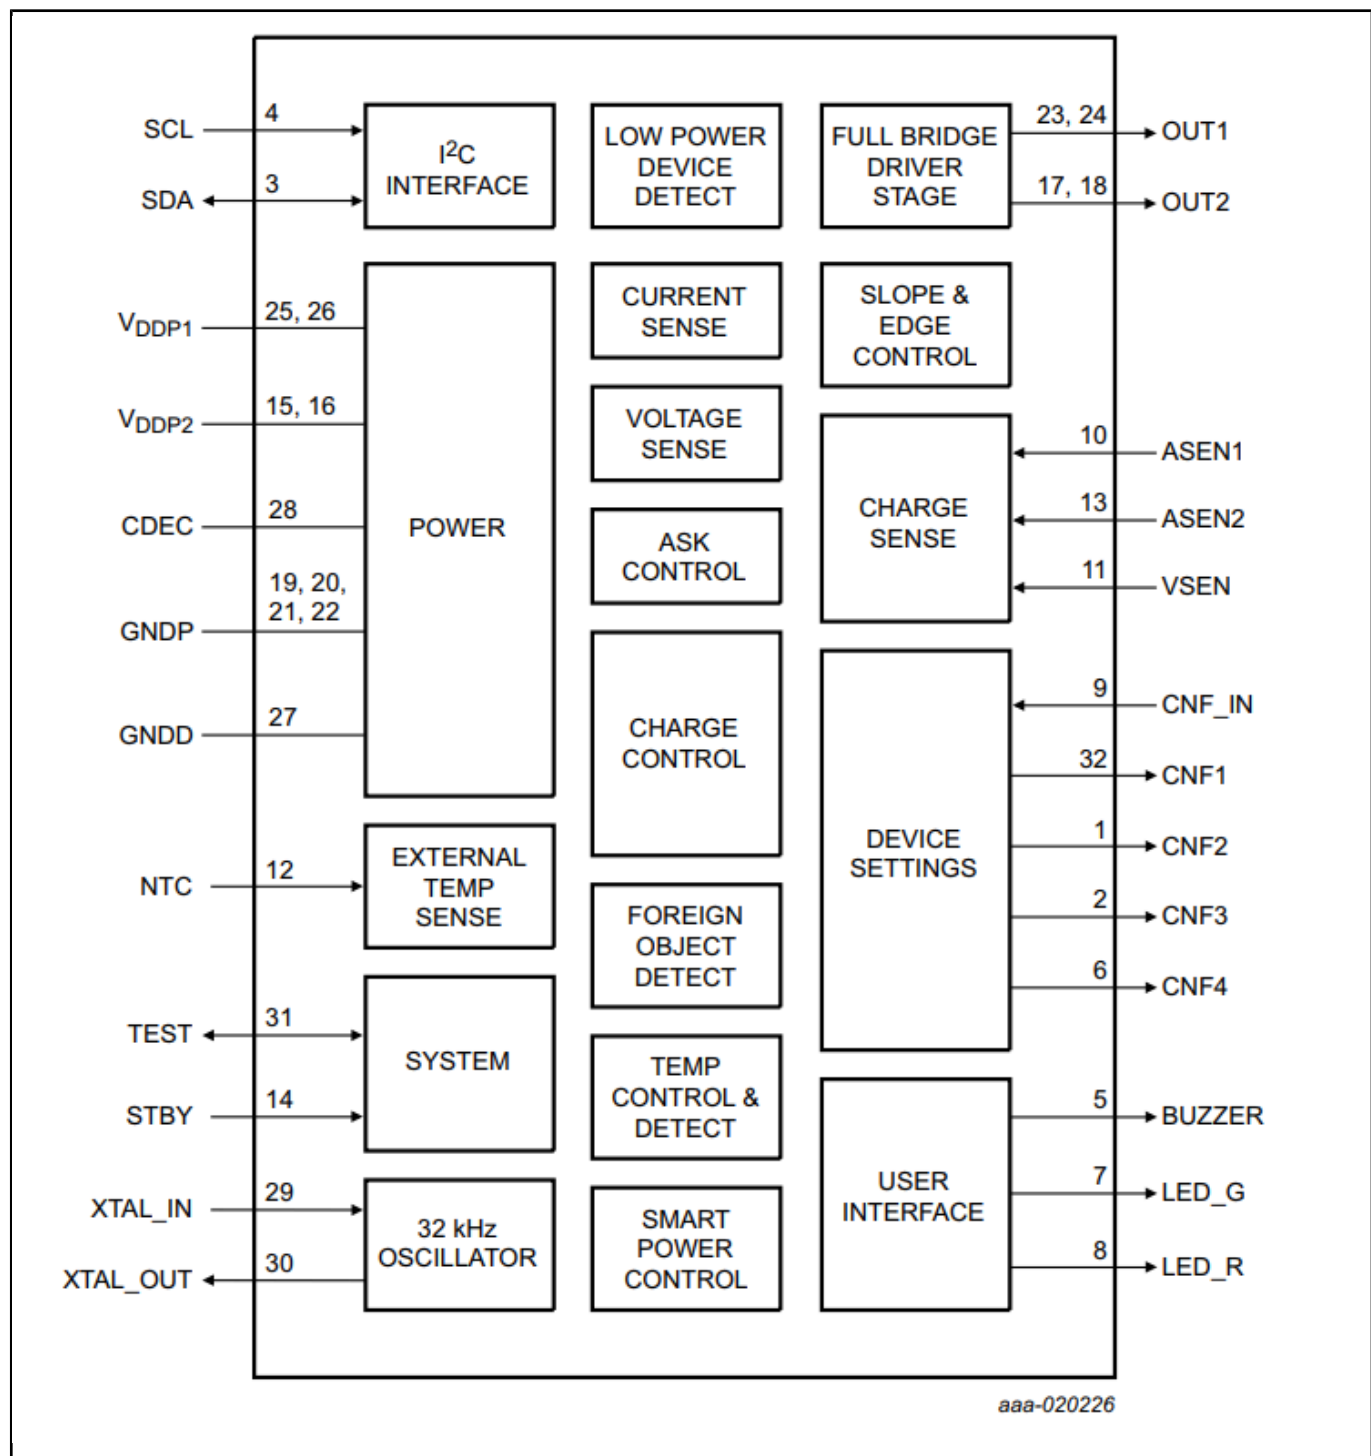 SCL
4
SDA
3
I2C
INTERFACE
LOW POWER
DEVICE
DETECT
FULL BRIDGE
DRIVER
STAGE
23, 24
OUT1
17, 18
OUT2
VDDP1
25, 26
VDDP2
15, 16
CDEC
28
19, 20,
21, 22
GNDP
GNDD
27
POWER
CURRENT
SENSE
SLOPE &
EDGE
CONTROL
VOLTAGE
SENSE
ASK
CONTROL
CHARGE
SENSE
10
ASEN1
13
ASEN2
11
VSEN
CHARGE
CONTROL
DEVICE
SETTINGS
9
CNF_IN
32
CNF1
1
CNF2
2
CNF3
6
CNF4
NTC
12
EXTERNAL
TEMP
SENSE
FOREIGN
OBJECT
DETECT
TEST
31
STBY
14
SYSTEM
TEMP
CONTROL &
DETECT
USER
INTERFACE
5
BUZZER
7
LED_G
8
LED_R
XTAL_IN
29
XTAL_OUT
30
32 kHz
OSCILLATOR
SMART
POWER
CONTROL
aaa-020226